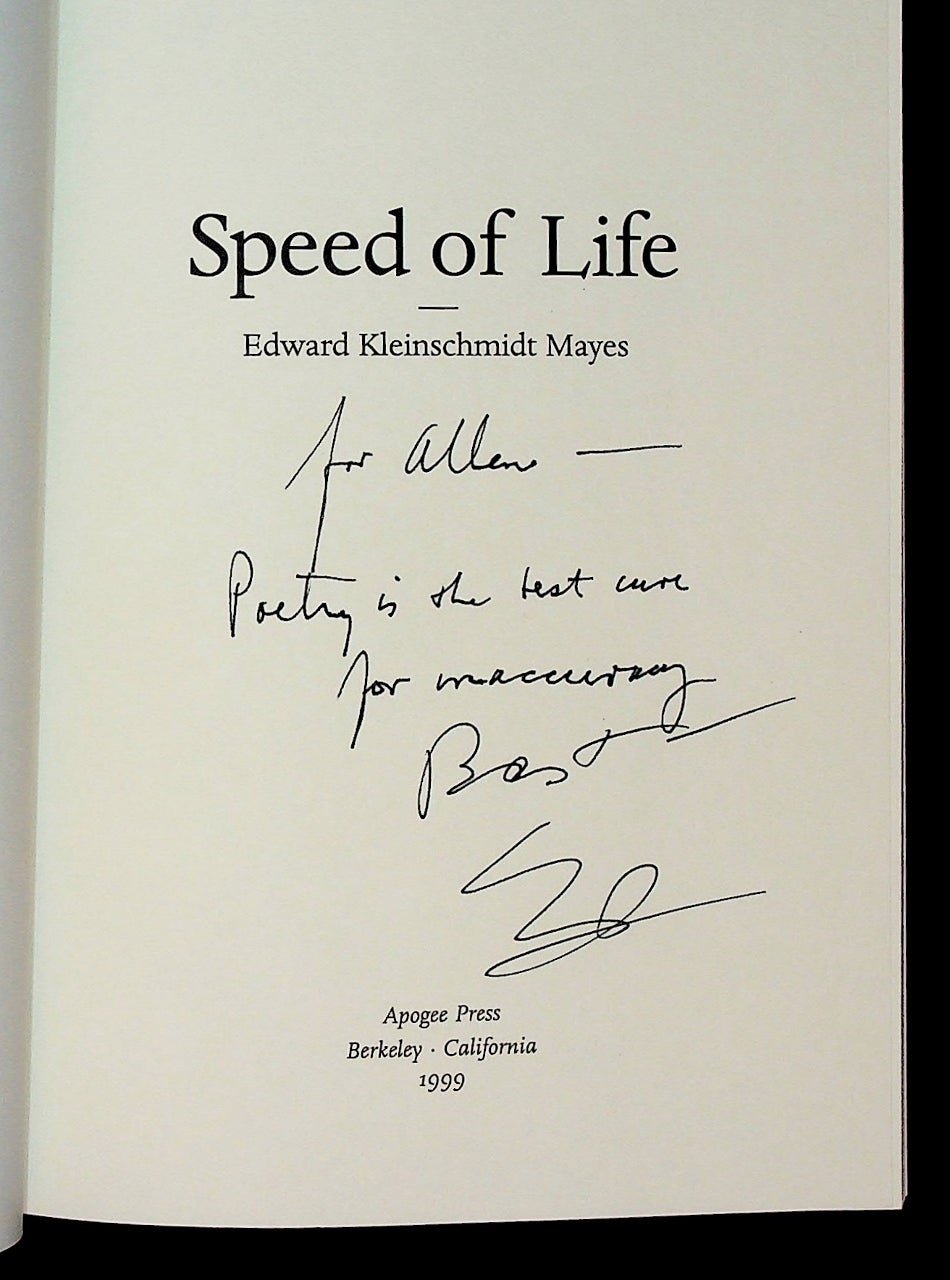 Speed of Life
Edward Kleinschmidt Mayes
for Allen —
Poetry is the best cure
for inaccuracy
Best
Ed
Apogee Press
Berkeley · California
1999